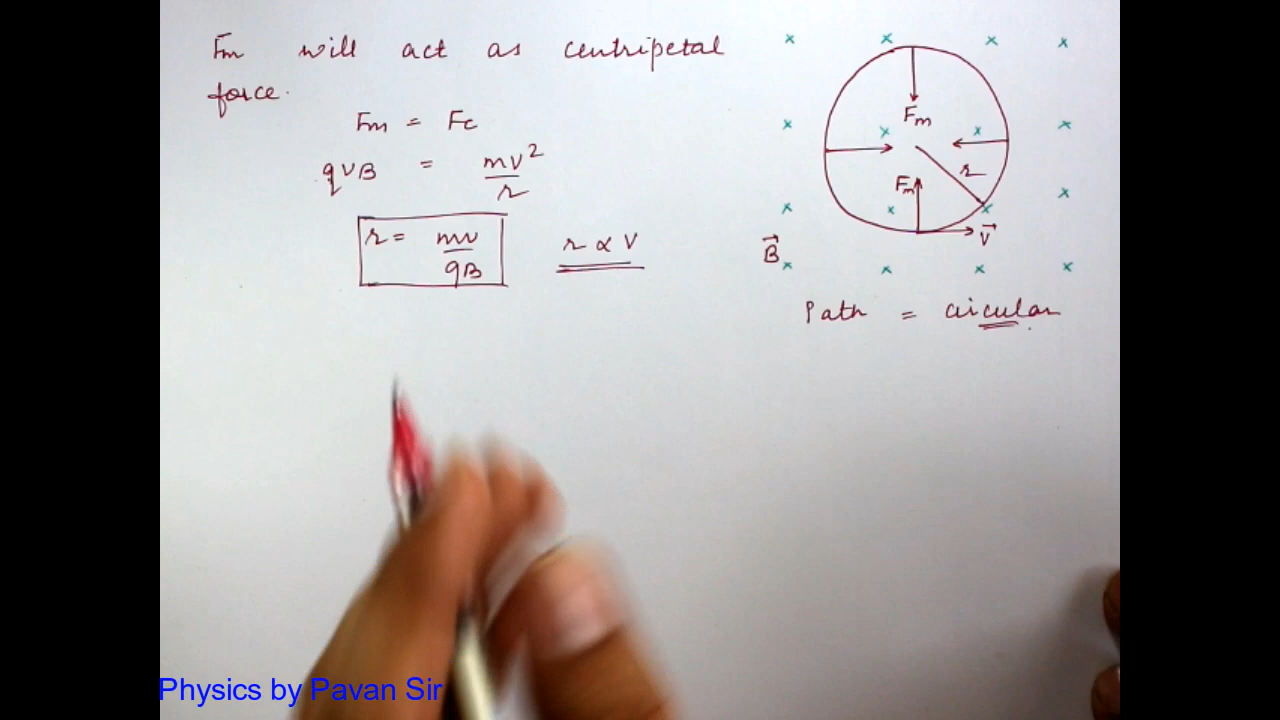 Fm will act as centripetal
force.
Fm = Fc
qvB = mv²/r
r = mv/qB
r ∝ v
Fm
r
Fm
v⃗
B⃗
Path = circular
Physics by Pavan Sir